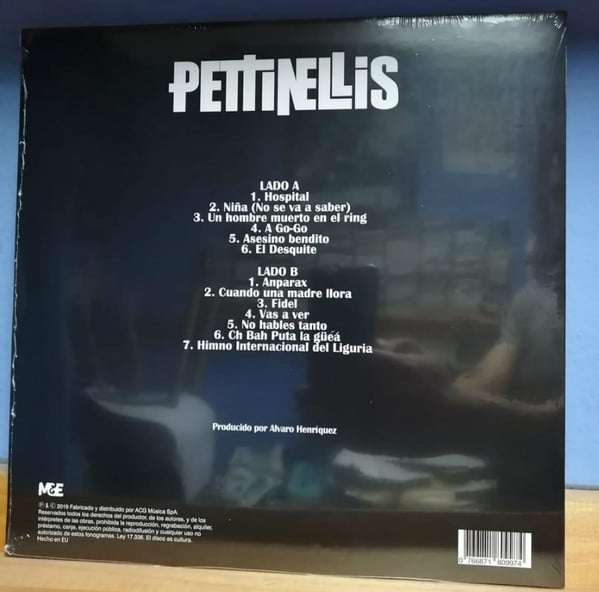 PETTINELLIS
LADO A
1. Hospital
2. Niña (No se va a saber)
3. Un hombre muerto en el ring
4. A Go-Go
5. Asesino bendito
6. El Desquite
LADO B
1. Anparax
2. Cuando una madre llora
3. Fidel
4. Vas a ver
5. No hables tanto
6. Ch Bah Puta la güeá
7. Himno Internacional del Liguria
Producido por Alvaro Henríquez
M&E
℗ & © 2019 Fabricado y distribuido por ACG Música SpA.
Reservados todos los derechos del productor, de los autores, y de los
intérpretes de las obras, prohibida la reproducción, regrabación, alquiler,
préstamo, canje, ejecución pública, radiodifusión y cualquier uso no
autorizado de estos fonogramas. Ley 17.336. El disco es cultura.
Hecho en EU
9 766871 809974